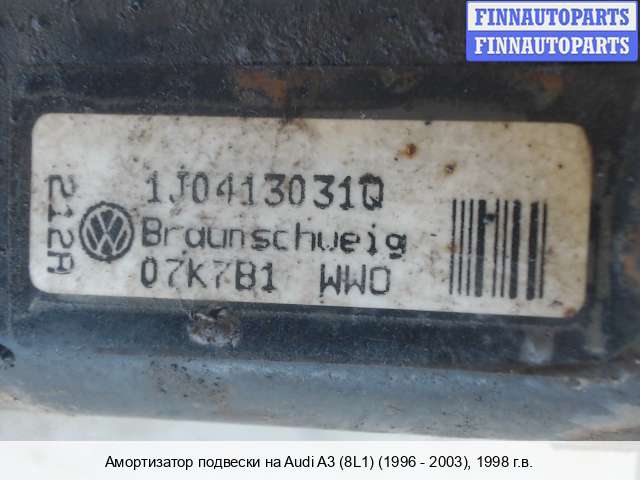 FINNAUTOPARTS
FINNAUTOPARTS
212A
1J0413031Q
Braunschweig
07K7B1 WWO
Амортизатор подвески на Audi A3 (8L1) (1996 - 2003), 1998 г.в.